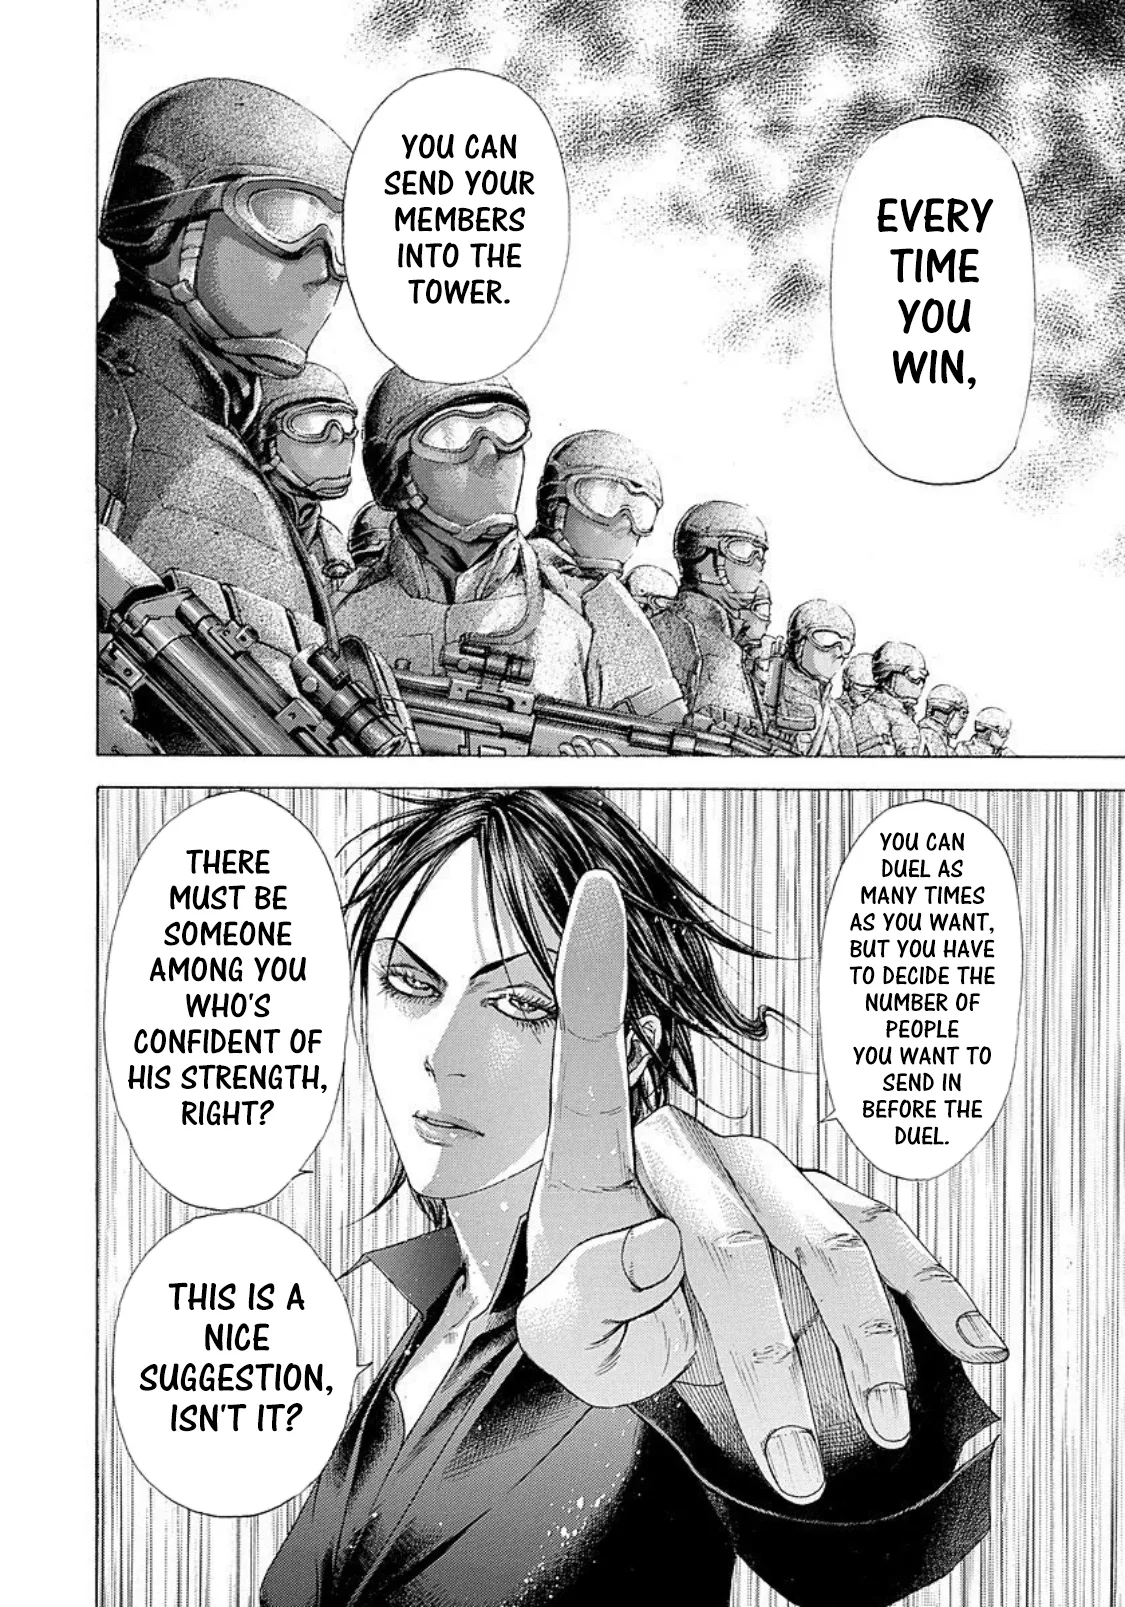 EVERY
TIME
YOU
WIN,
YOU CAN
SEND YOUR
MEMBERS
INTO THE
TOWER.
YOU CAN
DUEL AS
MANY TIMES
AS YOU WANT,
BUT YOU HAVE
TO DECIDE THE
NUMBER OF
PEOPLE
YOU WANT TO
SEND IN
BEFORE THE
DUEL.
THERE
MUST BE
SOMEONE
AMONG YOU
WHO'S
CONFIDENT OF
HIS STRENGTH,
RIGHT?
THIS IS A
NICE
SUGGESTION,
ISN'T IT?